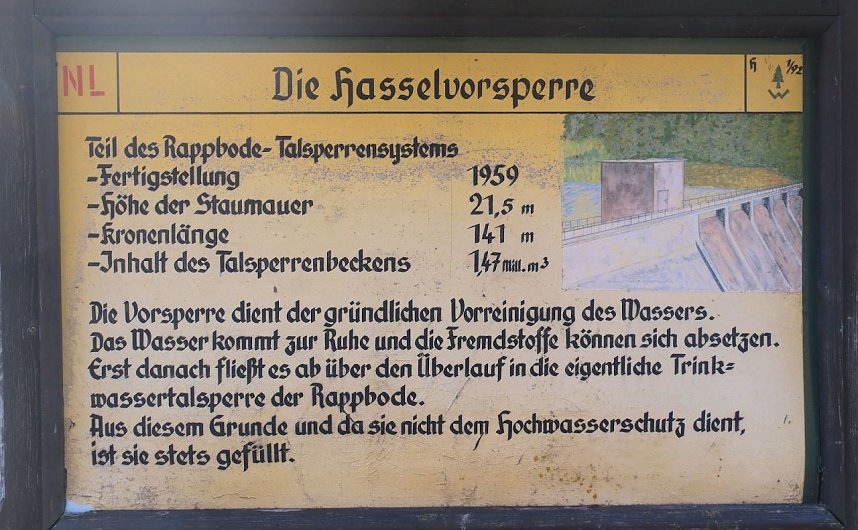 NL
Die Hasselvorsperre
H 1/92
W
Teil des Rappbode-Talsperrensystems
-Fertigstellung 1959
-Höhe der Staumauer 21,5 m
-Kronenlänge 141 m
-Inhalt des Talsperrenbeckens 1,47 mill. m³
Die Vorsperre dient der gründlichen Vorreinigung des Wassers.
Das Wasser kommt zur Ruhe und die Fremdstoffe können sich absetzen.
Erst danach fließt es ab über den Überlauf in die eigentliche Trink=
wassertalsperre der Rappbode.
Aus diesem Grunde und da sie nicht dem Hochwasserschutz dient,
ist sie stets gefüllt.